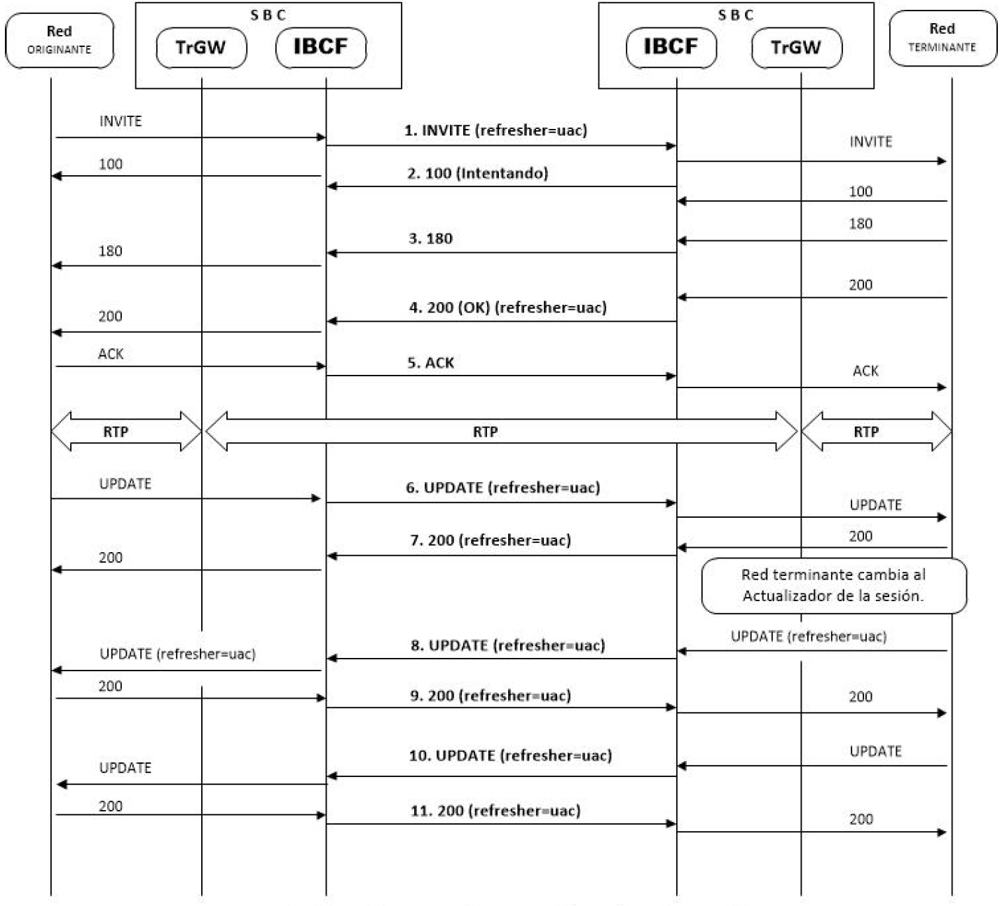 S B C
S B C
Red
ORIGINANTE
TrGW
IBCF
IBCF
TrGW
Red
TERMINANTE
INVITE
1. INVITE (refresher=uac)
INVITE
100
2. 100 (Intentando)
100
180
3. 180
180
200
4. 200 (OK) (refresher=uac)
200
ACK
5. ACK
ACK
RTP
RTP
RTP
UPDATE
6. UPDATE (refresher=uac)
UPDATE
200
7. 200 (refresher=uac)
200
Red terminante cambia al
Actualizador de la sesión.
UPDATE (refresher=uac)
8. UPDATE (refresher=uac)
UPDATE (refresher=uac)
200
9. 200 (refresher=uac)
200
10. UPDATE (refresher=uac)
UPDATE
UPDATE
200
11. 200 (refresher=uac)
200